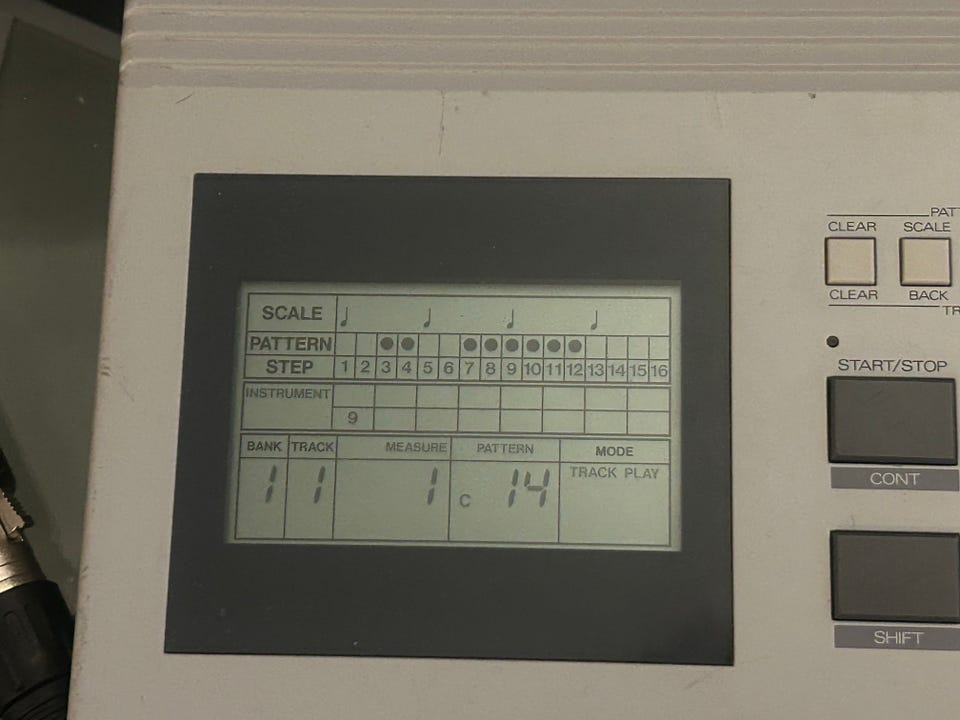 SCALE
PATTERN
STEP 1 2 3 4 5 6 7 8 9 10 11 12 13 14 15 16
INSTRUMENT
9
BANK TRACK MEASURE PATTERN MODE
1 1 1 C 14 TRACK PLAY
PAT
CLEAR SCALE
CLEAR BACK
TR
START/STOP
CONT
SHIFT